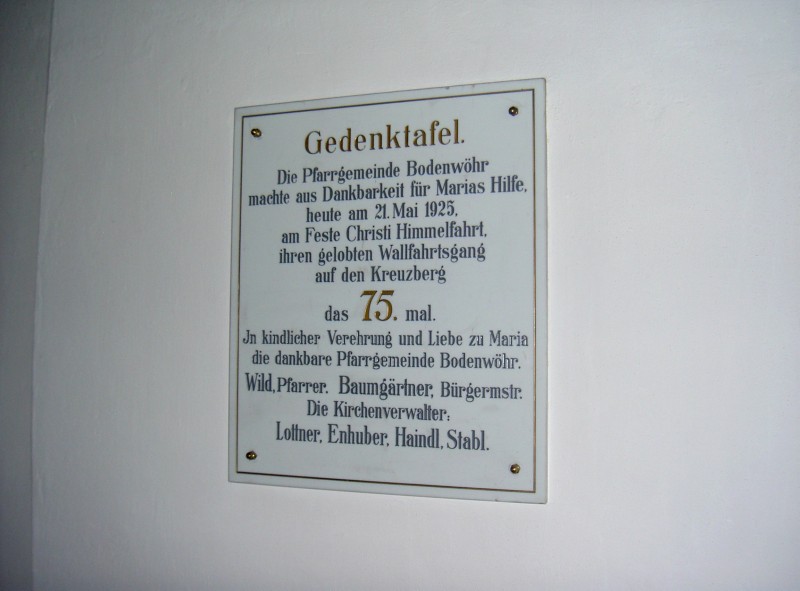 Gedenktafel.
Die Pfarrgemeinde Bodenwöhr
machte aus Dankbarkeit für Marias Hilfe,
heute am 21. Mai 1925,
am Feste Christi Himmelfahrt,
ihren gelobten Wallfahrtsgang
auf den Kreuzberg
das 75. mal.
Jn kindlicher Verehrung und Liebe zu Maria
die dankbare Pfarrgemeinde Bodenwöhr.
Wild, Pfarrer. Baumgärtner, Bürgermstr.
Die Kirchenverwalter:
Lottner, Enhuber, Haindl, Stabl.